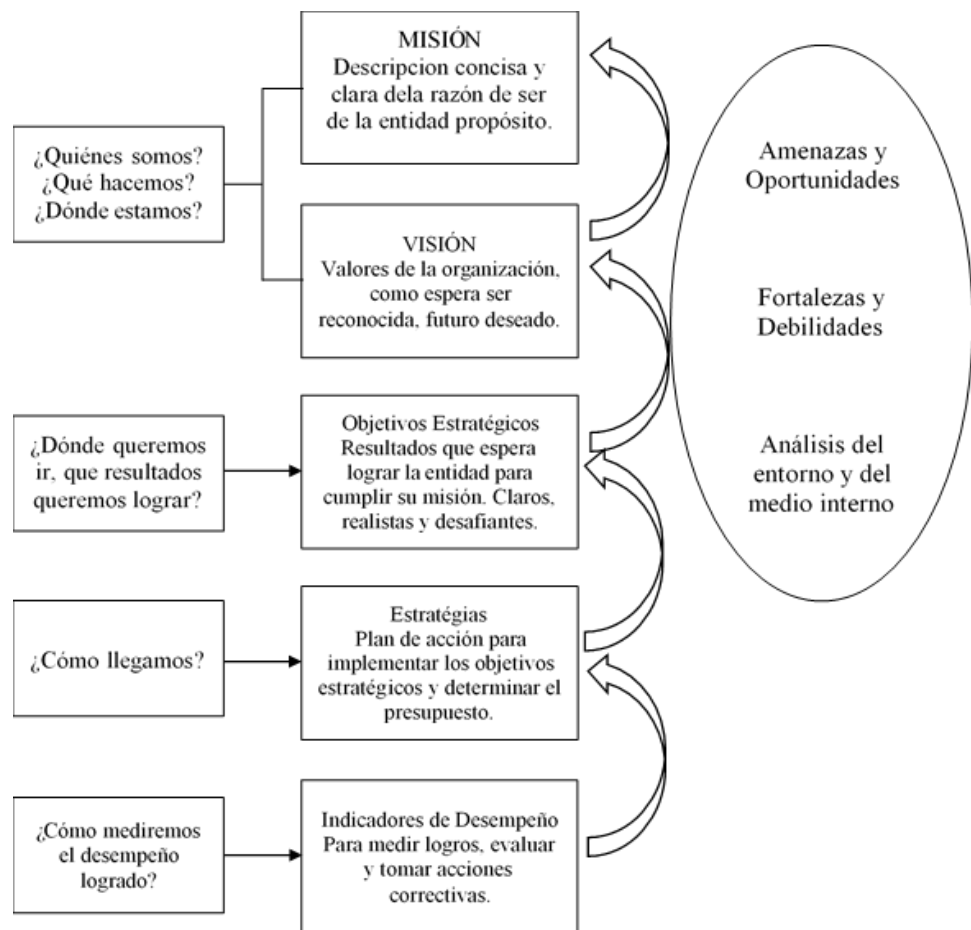 MISIÓN
Descripcion concisa y
clara dela razón de ser
de la entidad propósito.
¿Quiénes somos?
¿Qué hacemos?
¿Dónde estamos?
VISIÓN
Valores de la organización,
como espera ser
reconocida, futuro deseado.
¿Dónde queremos
ir, que resultados
queremos lograr?
Objetivos Estratégicos
Resultados que espera
lograr la entidad para
cumplir su misión. Claros,
realistas y desafiantes.
¿Cómo llegamos?
Estratégias
Plan de acción para
implementar los objetivos
estratégicos y determinar el
presupuesto.
¿Cómo mediremos
el desempeño
logrado?
Indicadores de Desempeño
Para medir logros, evaluar
y tomar acciones
correctivas.
Amenazas y
Oportunidades
Fortalezas y
Debilidades
Análisis del
entorno y del
medio interno